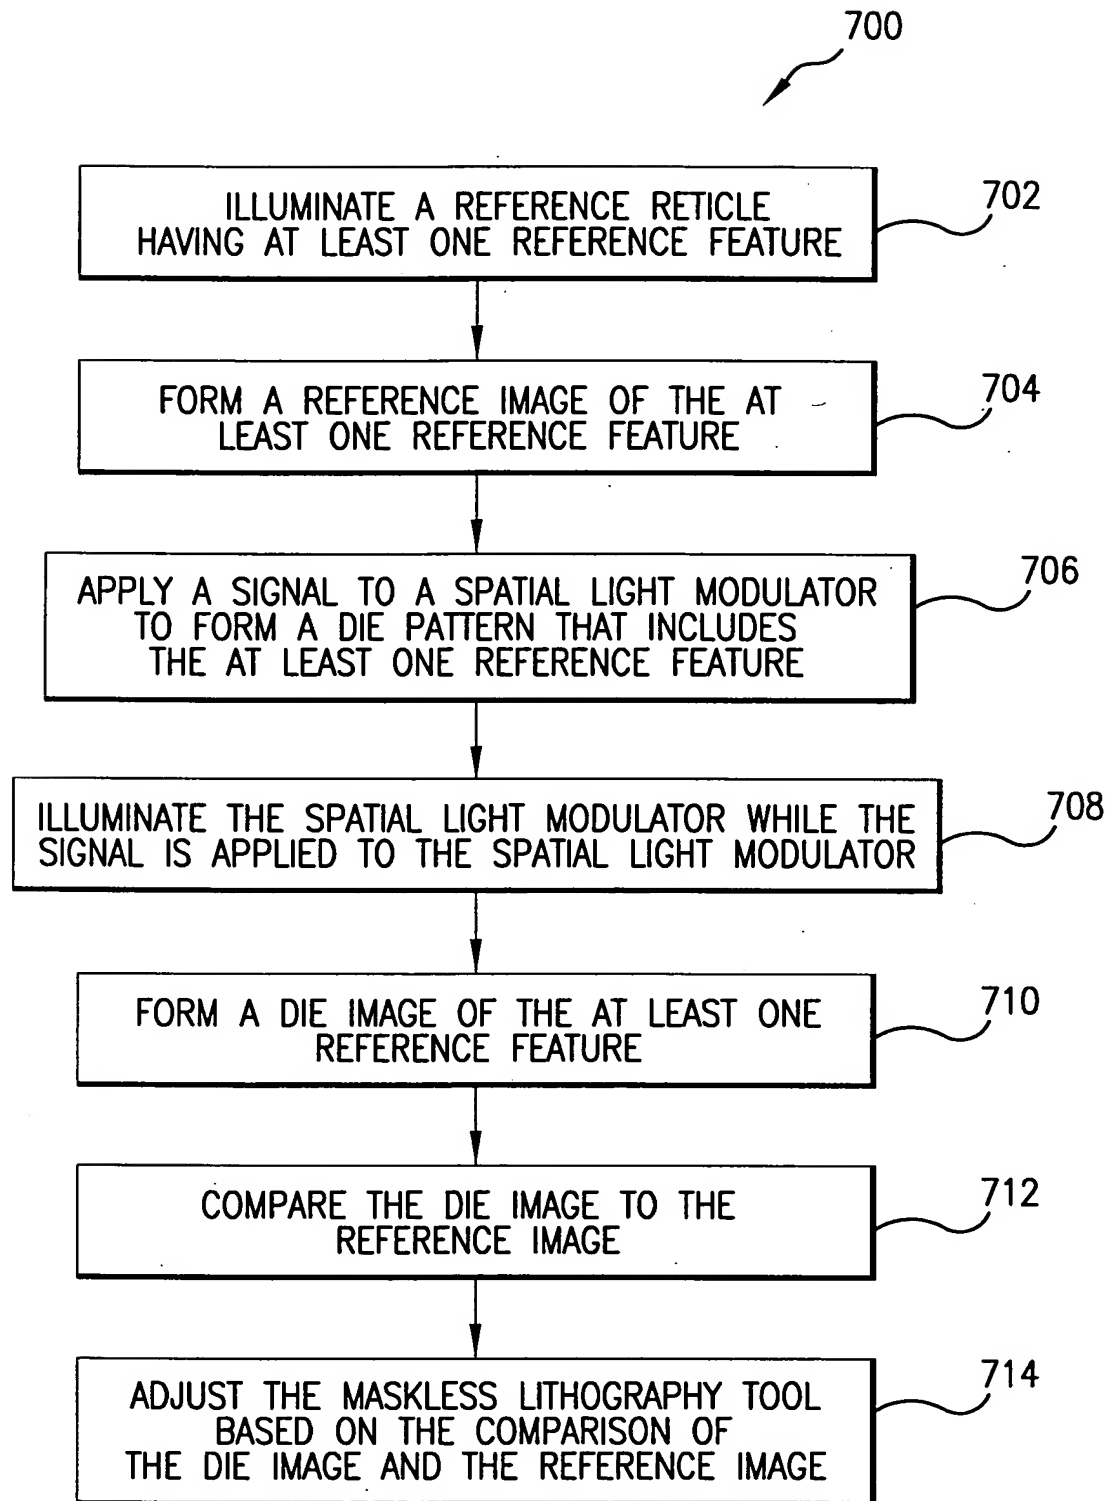 700
ILLUMINATE A REFERENCE RETICLE
HAVING AT LEAST ONE REFERENCE FEATURE
702
FORM A REFERENCE IMAGE OF THE AT
LEAST ONE REFERENCE FEATURE
704
APPLY A SIGNAL TO A SPATIAL LIGHT MODULATOR
TO FORM A DIE PATTERN THAT INCLUDES
THE AT LEAST ONE REFERENCE FEATURE
706
ILLUMINATE THE SPATIAL LIGHT MODULATOR WHILE THE
SIGNAL IS APPLIED TO THE SPATIAL LIGHT MODULATOR
708
FORM A DIE IMAGE OF THE AT LEAST ONE
REFERENCE FEATURE
710
COMPARE THE DIE IMAGE TO THE
REFERENCE IMAGE
712
ADJUST THE MASKLESS LITHOGRAPHY TOOL
BASED ON THE COMPARISON OF
THE DIE IMAGE AND THE REFERENCE IMAGE
714